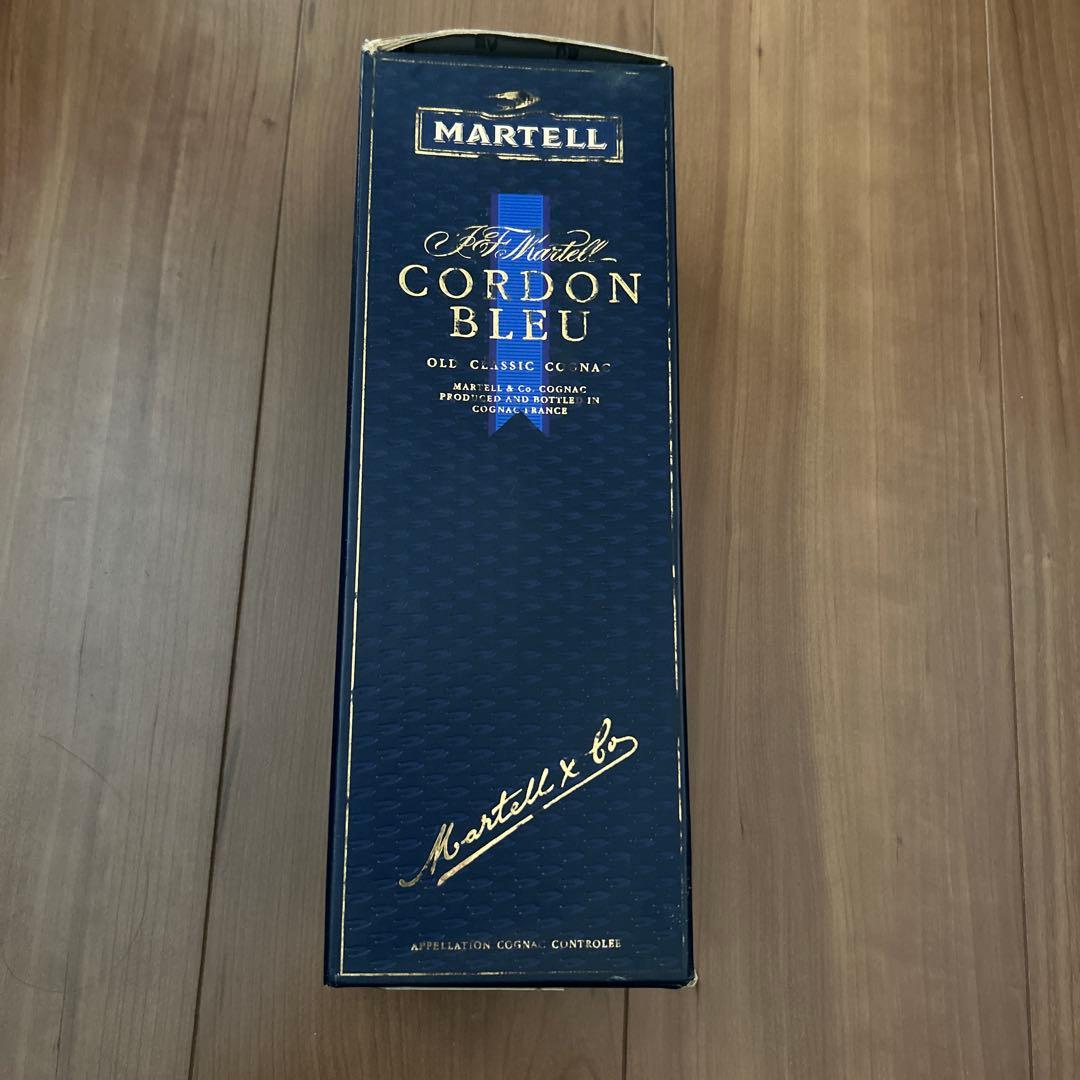 MARTELL
J&F Martell
CORDON
BLEU
OLD CLASSIC COGNAC
MARTELL & Co. COGNAC
PRODUCED AND BOTTLED IN
COGNAC FRANCE
Martell & Co
APPELLATION COGNAC CONTROLEE